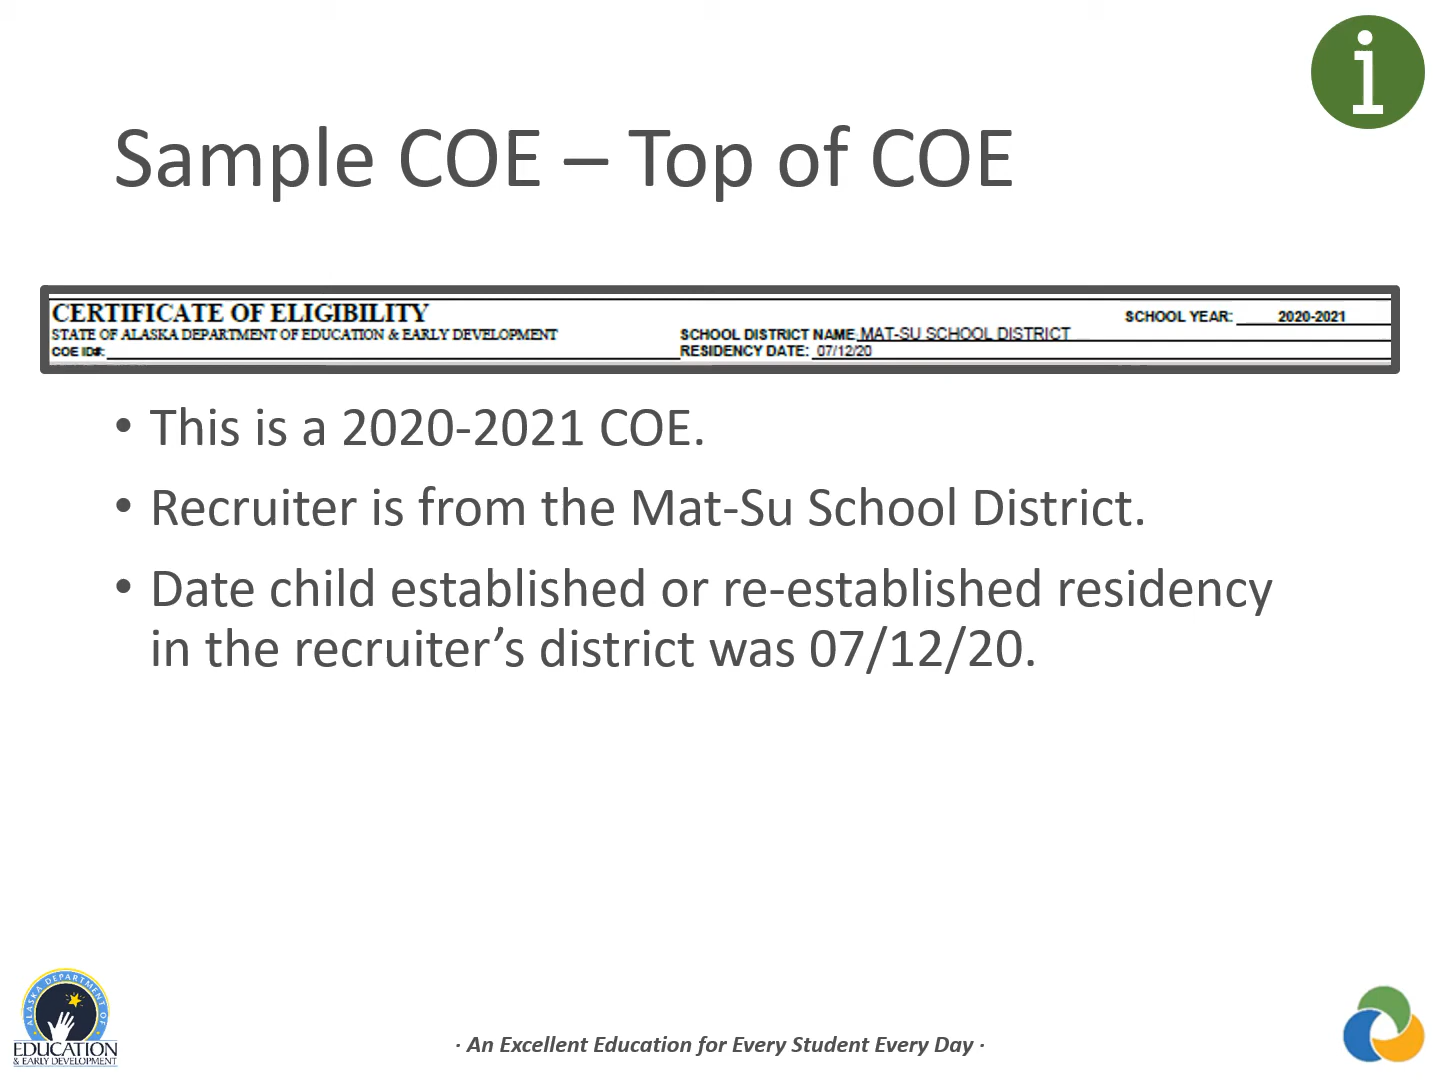 i
Sample COE – Top of COE
CERTIFICATE OF ELIGIBILITY
STATE OF ALASKA DEPARTMENT OF EDUCATION & EARLY DEVELOPMENT
COE ID#:
SCHOOL YEAR: 2020-2021
SCHOOL DISTRICT NAME MAT-SU SCHOOL DISTRICT
RESIDENCY DATE: 07/12/20
• This is a 2020-2021 COE.
• Recruiter is from the Mat-Su School District.
• Date child established or re-established residency
in the recruiter’s district was 07/12/20.
ALASKA DEPARTMENT OF
EDUCATION
& EARLY DEVELOPMENT
· An Excellent Education for Every Student Every Day ·